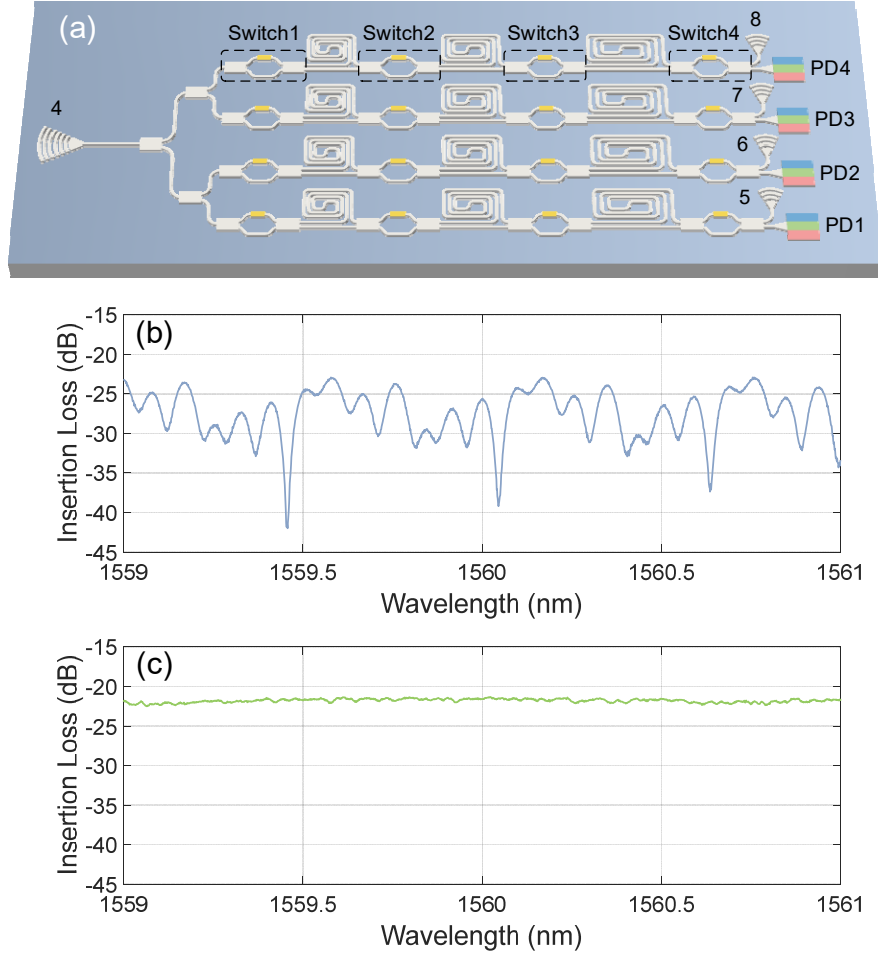 (a)
Switch1 Switch2 Switch3 Switch4 8
PD4
4
7
PD3
6
PD2
5
PD1
(b)
Insertion Loss (dB)
-15
-20
-25
-30
-35
-40
-45
1559 1559.5 1560 1560.5 1561
Wavelength (nm)
(c)
Insertion Loss (dB)
-15
-20
-25
-30
-35
-40
-45
1559 1559.5 1560 1560.5 1561
Wavelength (nm)